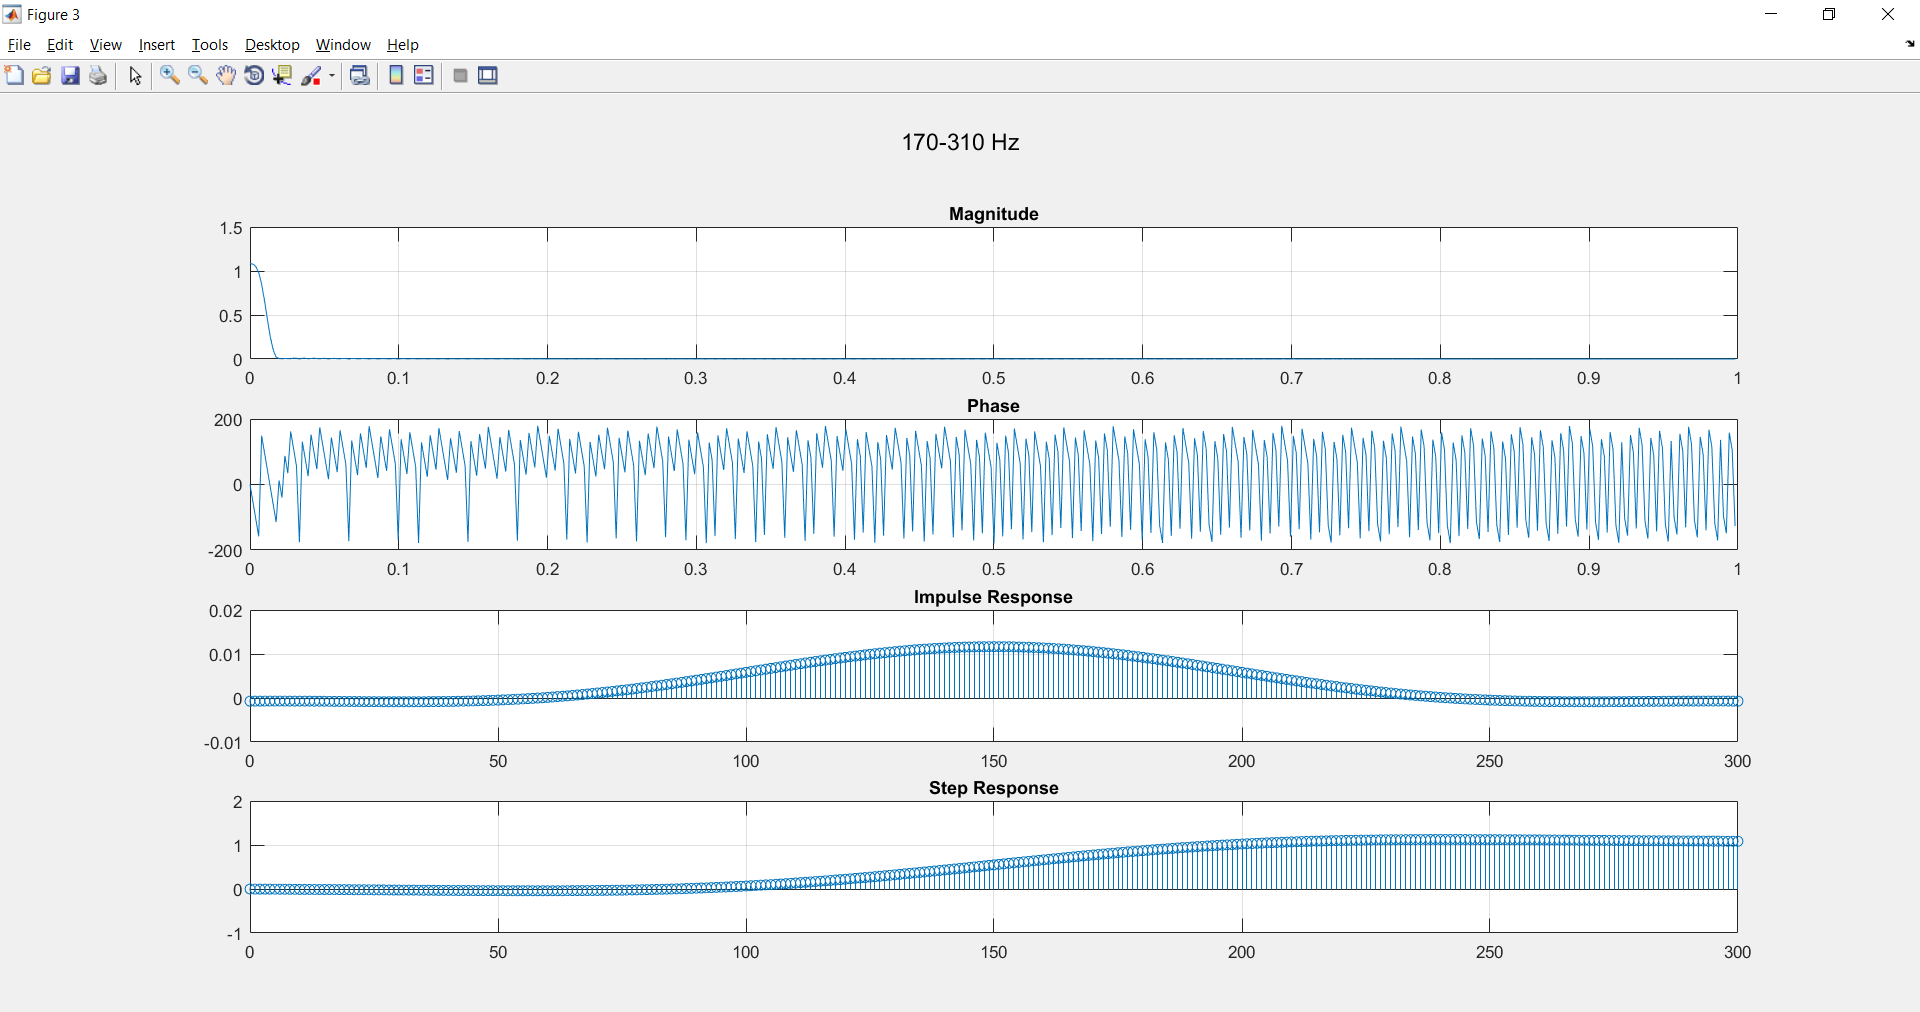 Figure 3
File Edit View Insert Tools Desktop Window Help
170-310 Hz
Magnitude
1.5
1
0.5
0
0 0.1 0.2 0.3 0.4 0.5 0.6 0.7 0.8 0.9 1
Phase
200
0
-200
0 0.1 0.2 0.3 0.4 0.5 0.6 0.7 0.8 0.9 1
Impulse Response
0.02
0.01
0
-0.01
0 50 100 150 200 250 300
Step Response
2
1
0
-1
0 50 100 150 200 250 300